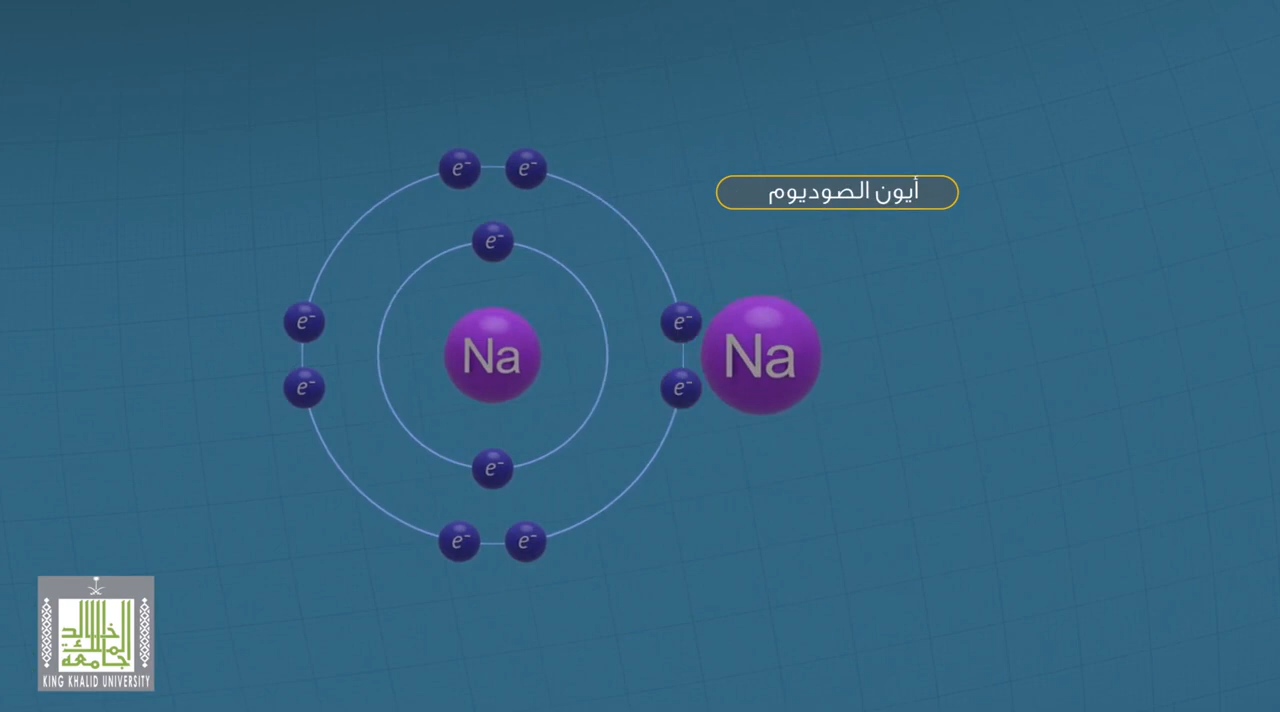 أيون الصوديوم
e⁻ e⁻
e⁻
e⁻ e⁻
Na Na
e⁻ e⁻
e⁻
e⁻ e⁻
خالد
الملك
جامعة
KING KHALID UNIVERSITY